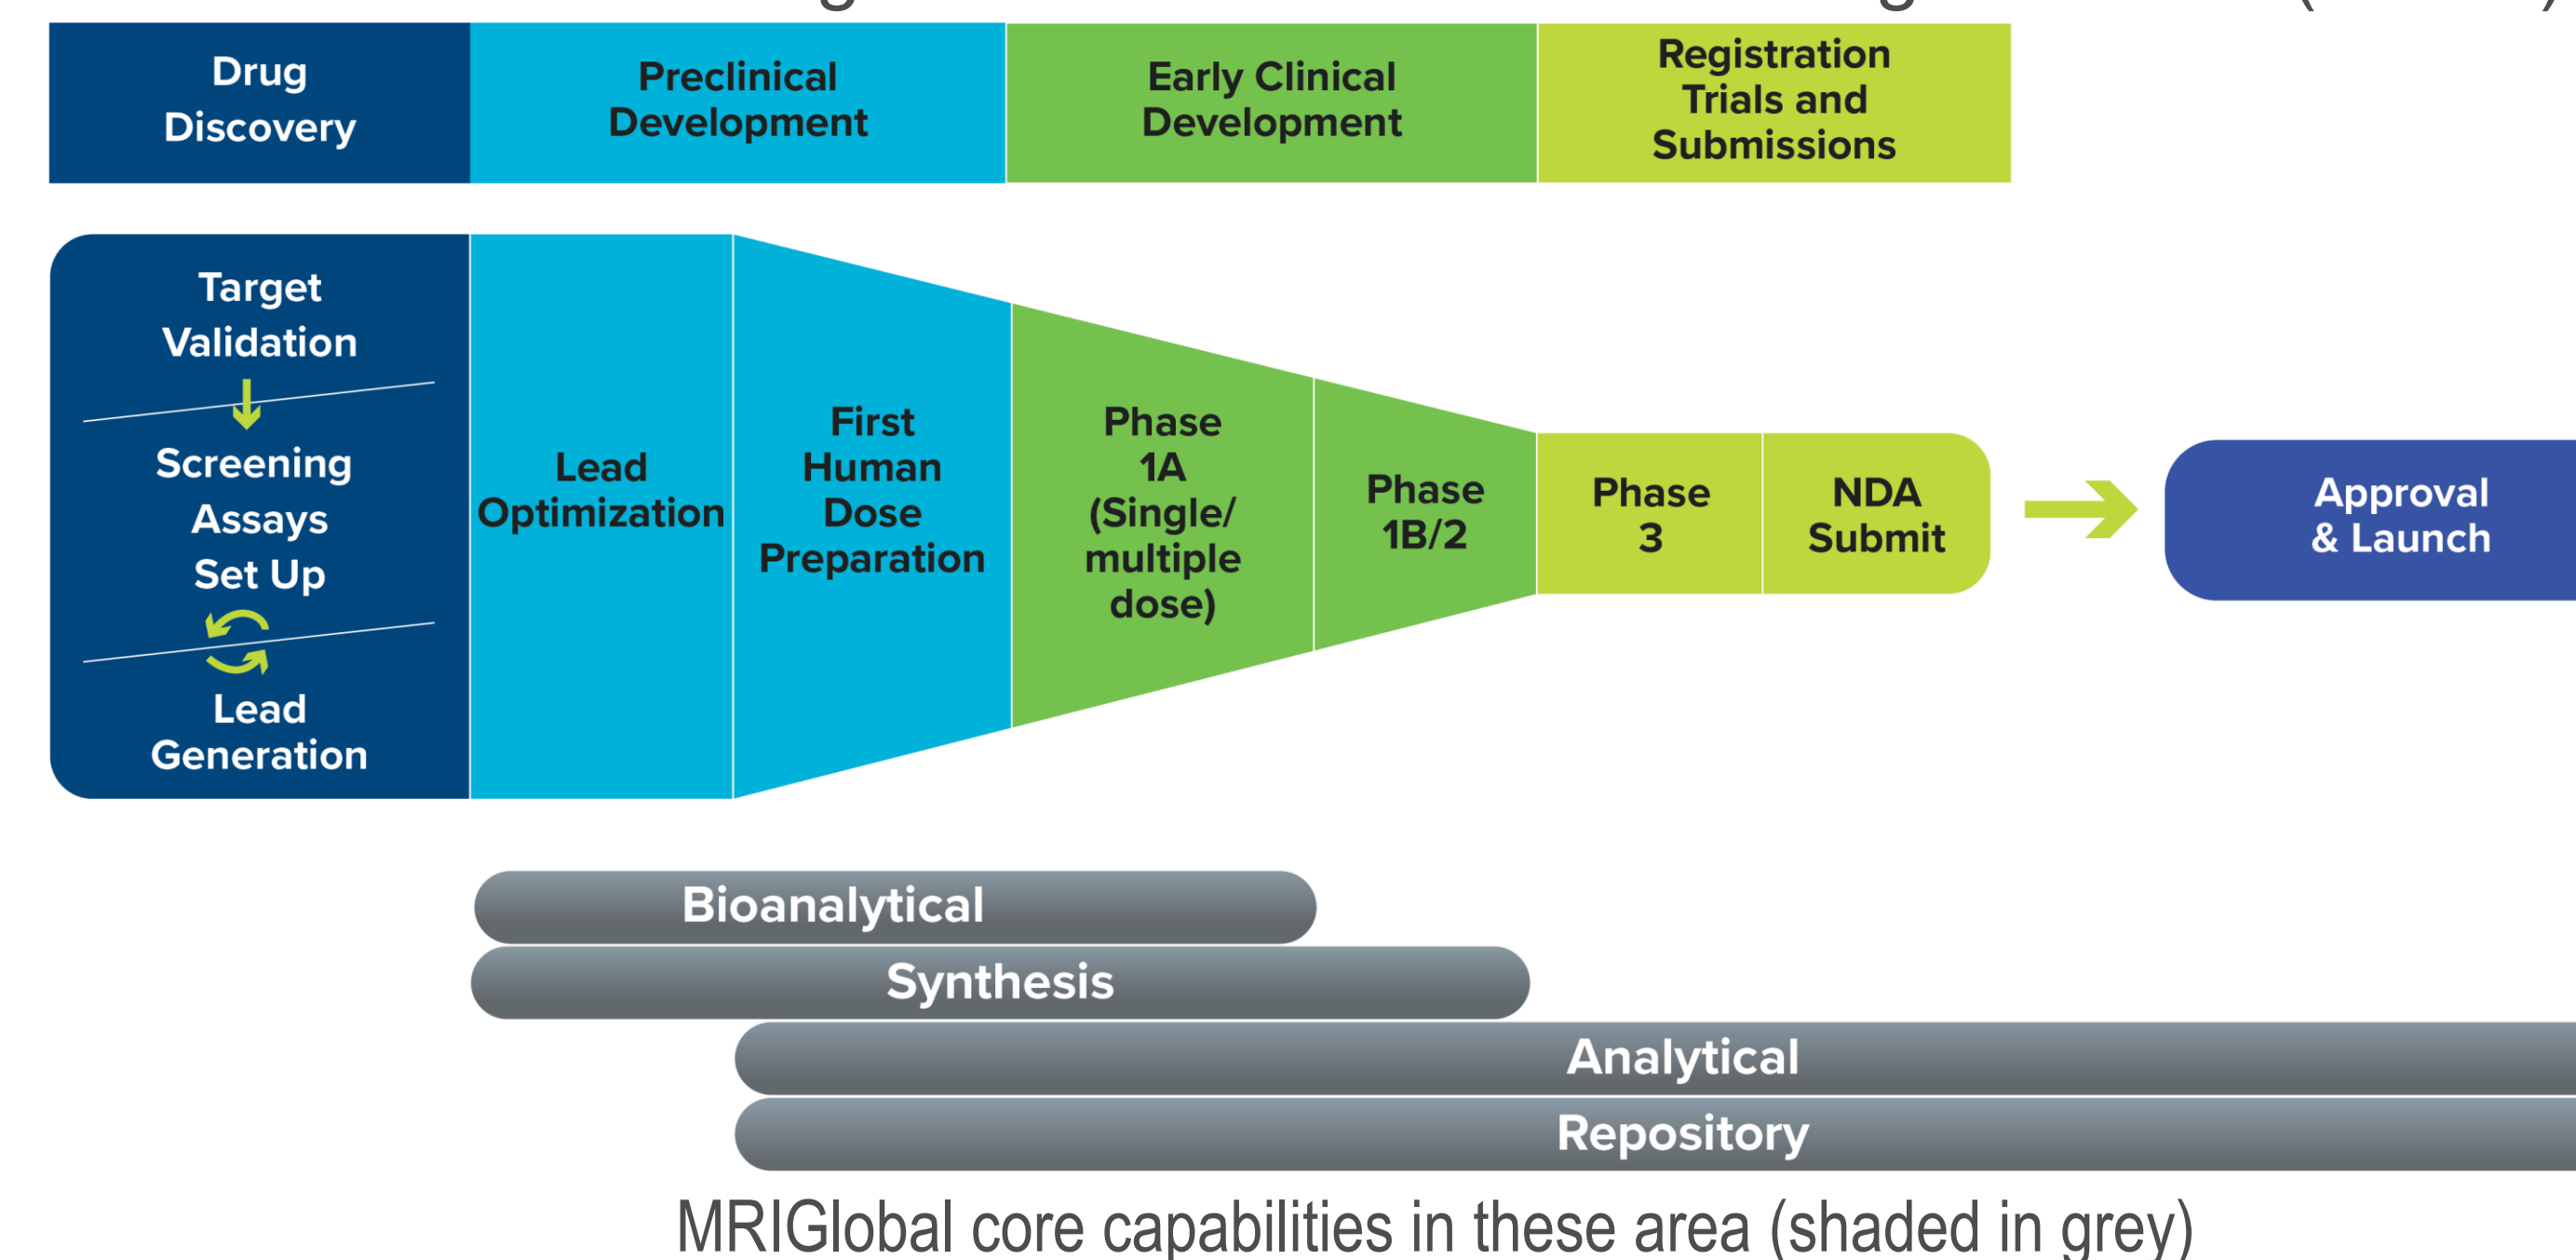 Drug
Discovery
Preclinical
Development
Early Clinical
Development
Registration
Trials and
Submissions
Target
Validation
Screening
Assays
Set Up
Lead
Generation
Lead
Optimization
First
Human
Dose
Preparation
Phase
1A
(Single/
multiple
dose)
Phase
1B/2
Phase
3
NDA
Submit
Approval
& Launch
Bioanalytical
Synthesis
Analytical
Repository
MRIGlobal core capabilities in these area (shaded in grey)